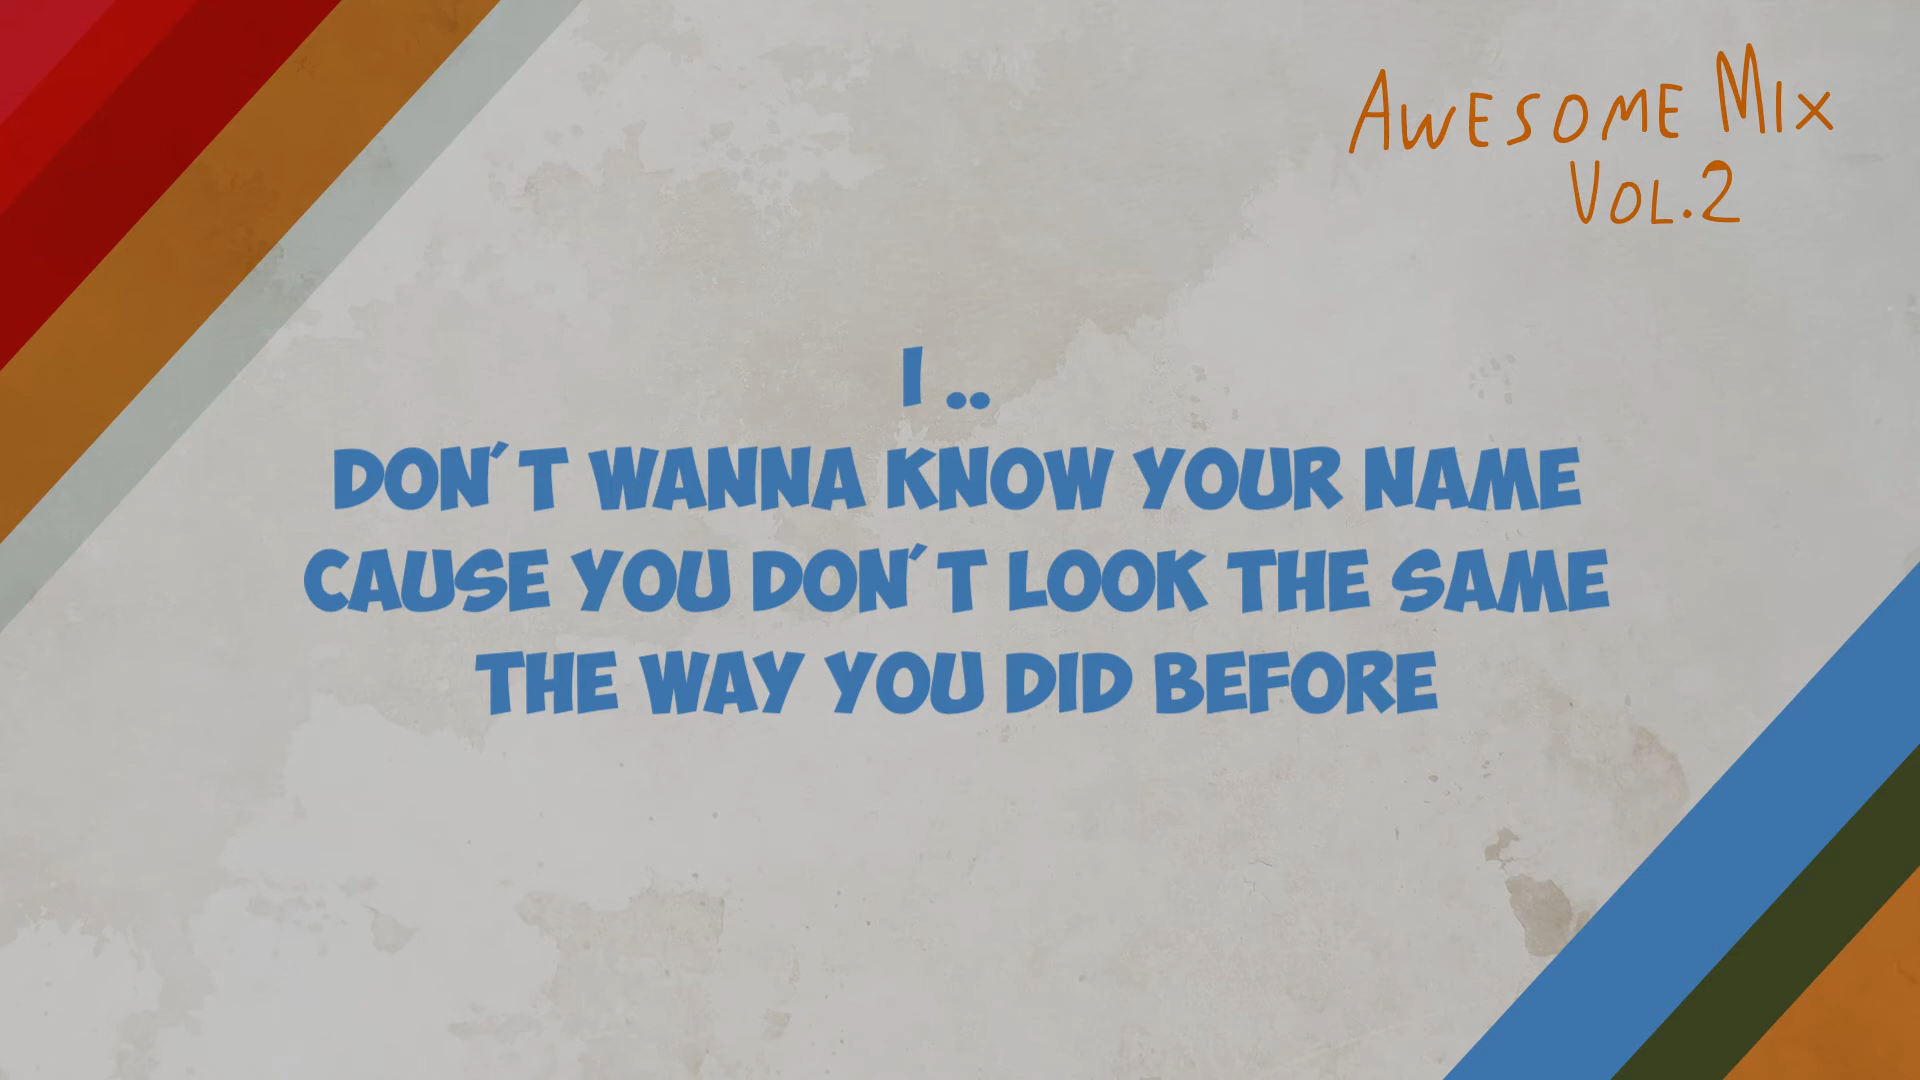 AWESOME MIX
VOL.2
I ..
DON'T WANNA KNOW YOUR NAME
CAUSE YOU DON'T LOOK THE SAME
THE WAY YOU DID BEFORE